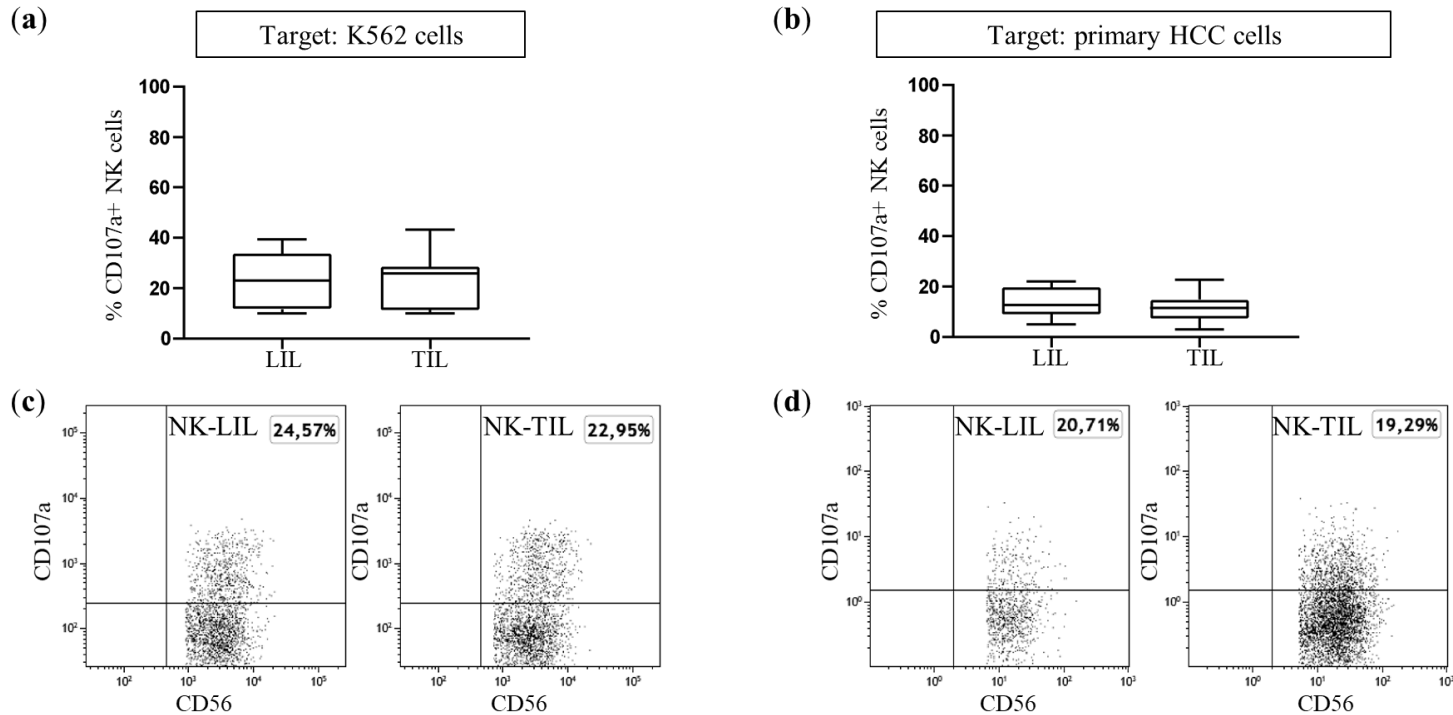 (a)
Target: K562 cells
% CD107a+ NK cells
100
80
60
40
20
0
LIL
TIL
(b)
Target: primary HCC cells
% CD107a+ NK cells
100
80
60
40
20
0
LIL
TIL
(c)
NK-LIL 24,57%
CD107a
10⁵
10⁴
10³
10²
10² 10³ 10⁴ 10⁵
CD56
NK-TIL 22,95%
CD107a
10⁵
10⁴
10³
10²
10² 10³ 10⁴ 10⁵
CD56
(d)
NK-LIL 20,71%
CD107a
10³
10²
10¹
10⁰
10⁰ 10¹ 10² 10³
CD56
NK-TIL 19,29%
CD107a
10³
10²
10¹
10⁰
10⁰ 10¹ 10² 10³
CD56